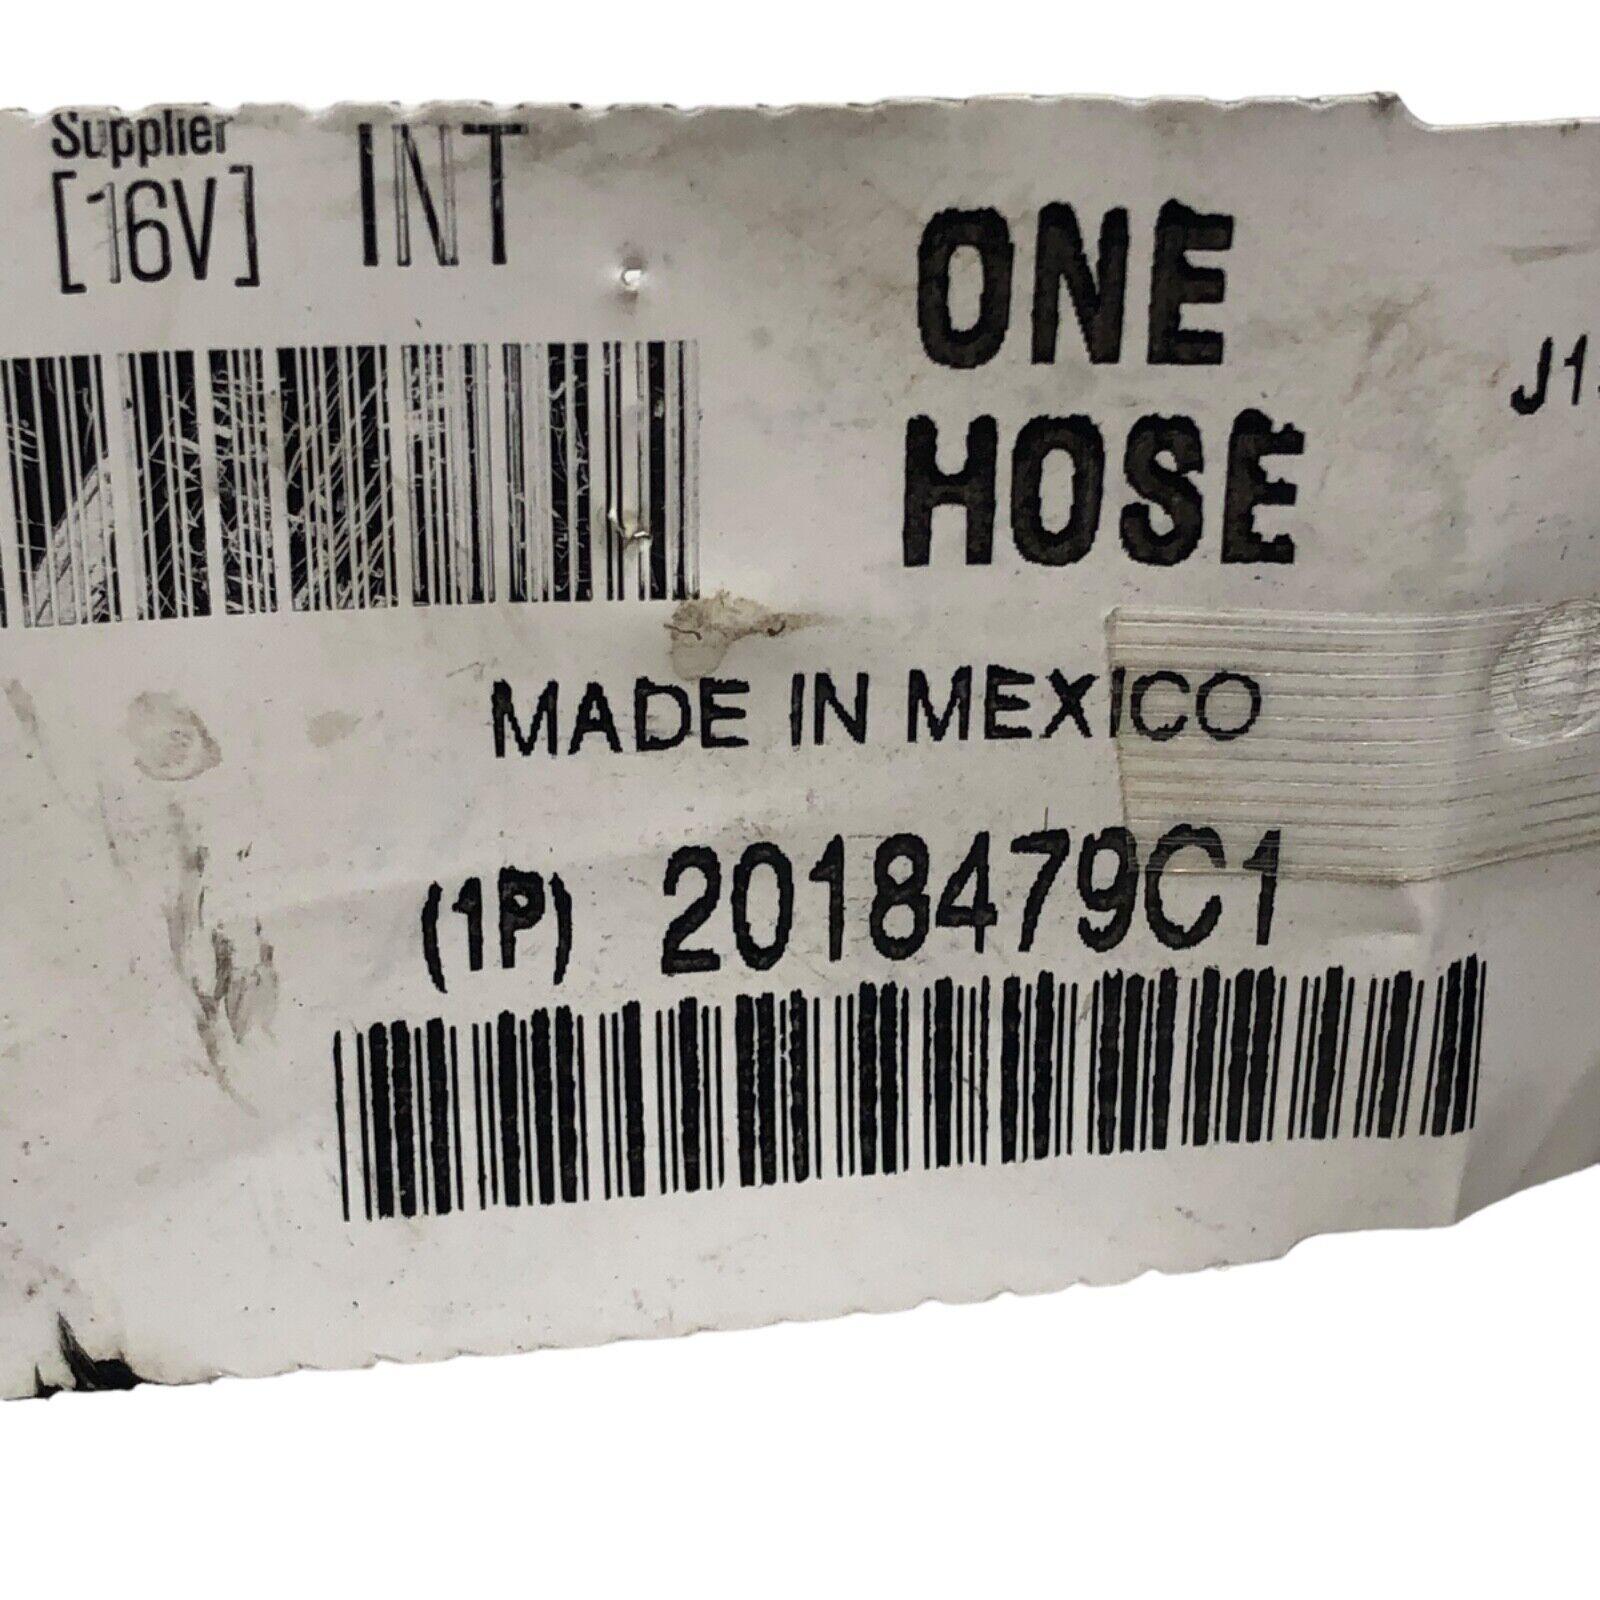 Supplier
[16V] INT
ONE
HOSE
MADE IN MEXICO
(1P) 2018479C1